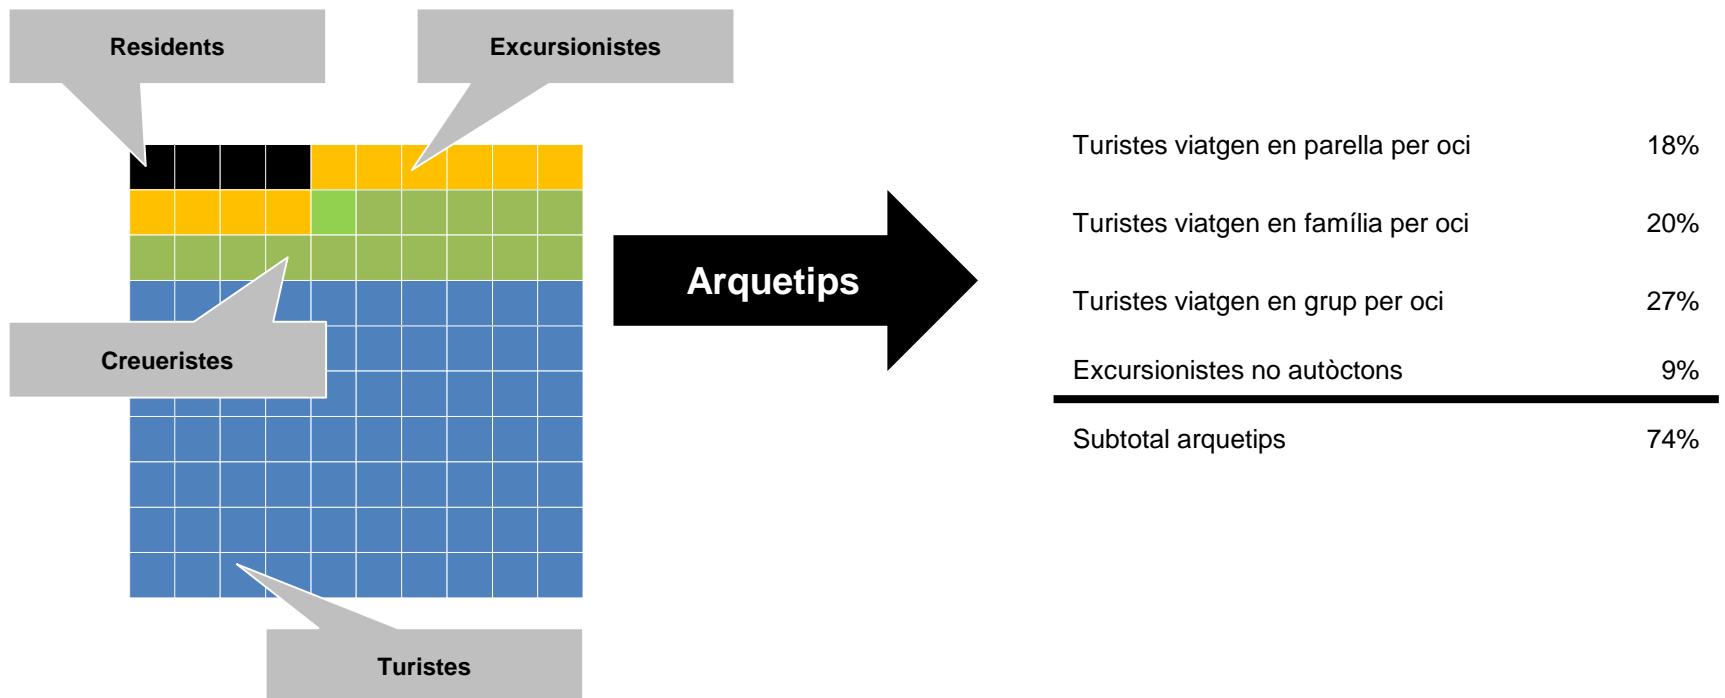 Residents
Excursionistes
Creueristes
Turistes
Arquetips
Turistes viatgen en parella per oci 18%
Turistes viatgen en família per oci 20%
Turistes viatgen en grup per oci 27%
Excursionistes no autòctons 9%
Subtotal arquetips 74%